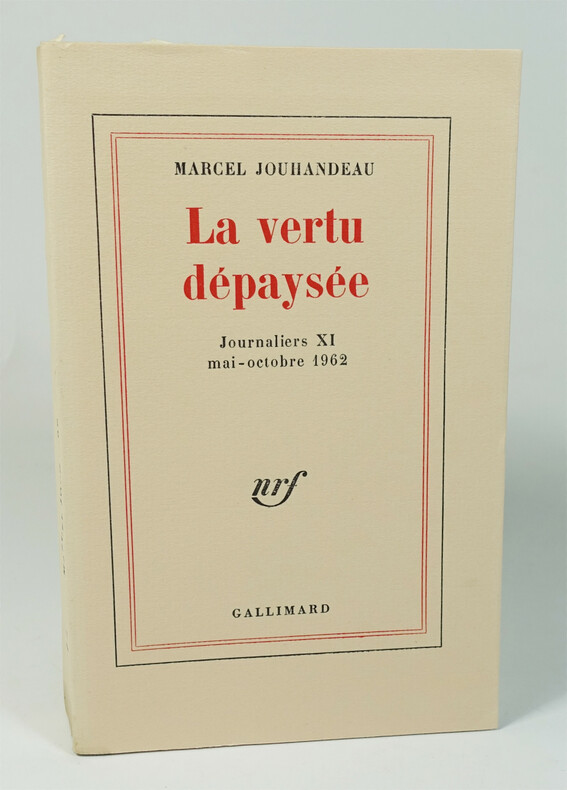 MARCEL JOUHANDEAU
La vertu
dépaysée
Journaliers XI
mai-octobre 1962
nrf
GALLIMARD